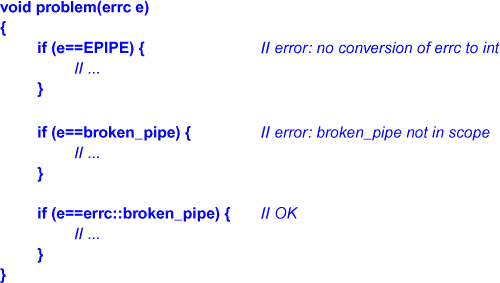 void problem(errc e)
{
if (e==EPIPE) { // error: no conversion of errc to int
// ...
}
if (e==broken_pipe) { // error: broken_pipe not in scope
// ...
}
if (e==errc::broken_pipe) { // OK
// ...
}
}